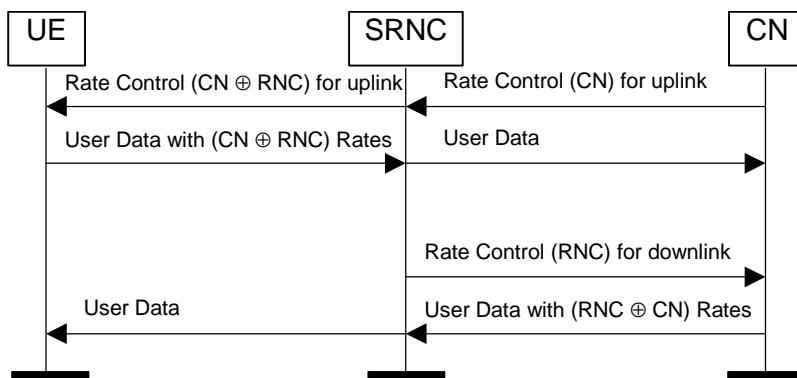 UE
SRNC
CN
Rate Control (CN ⊕ RNC) for uplink
Rate Control (CN) for uplink
User Data with (CN ⊕ RNC) Rates
User Data
Rate Control (RNC) for downlink
User Data
User Data with (RNC ⊕ CN) Rates